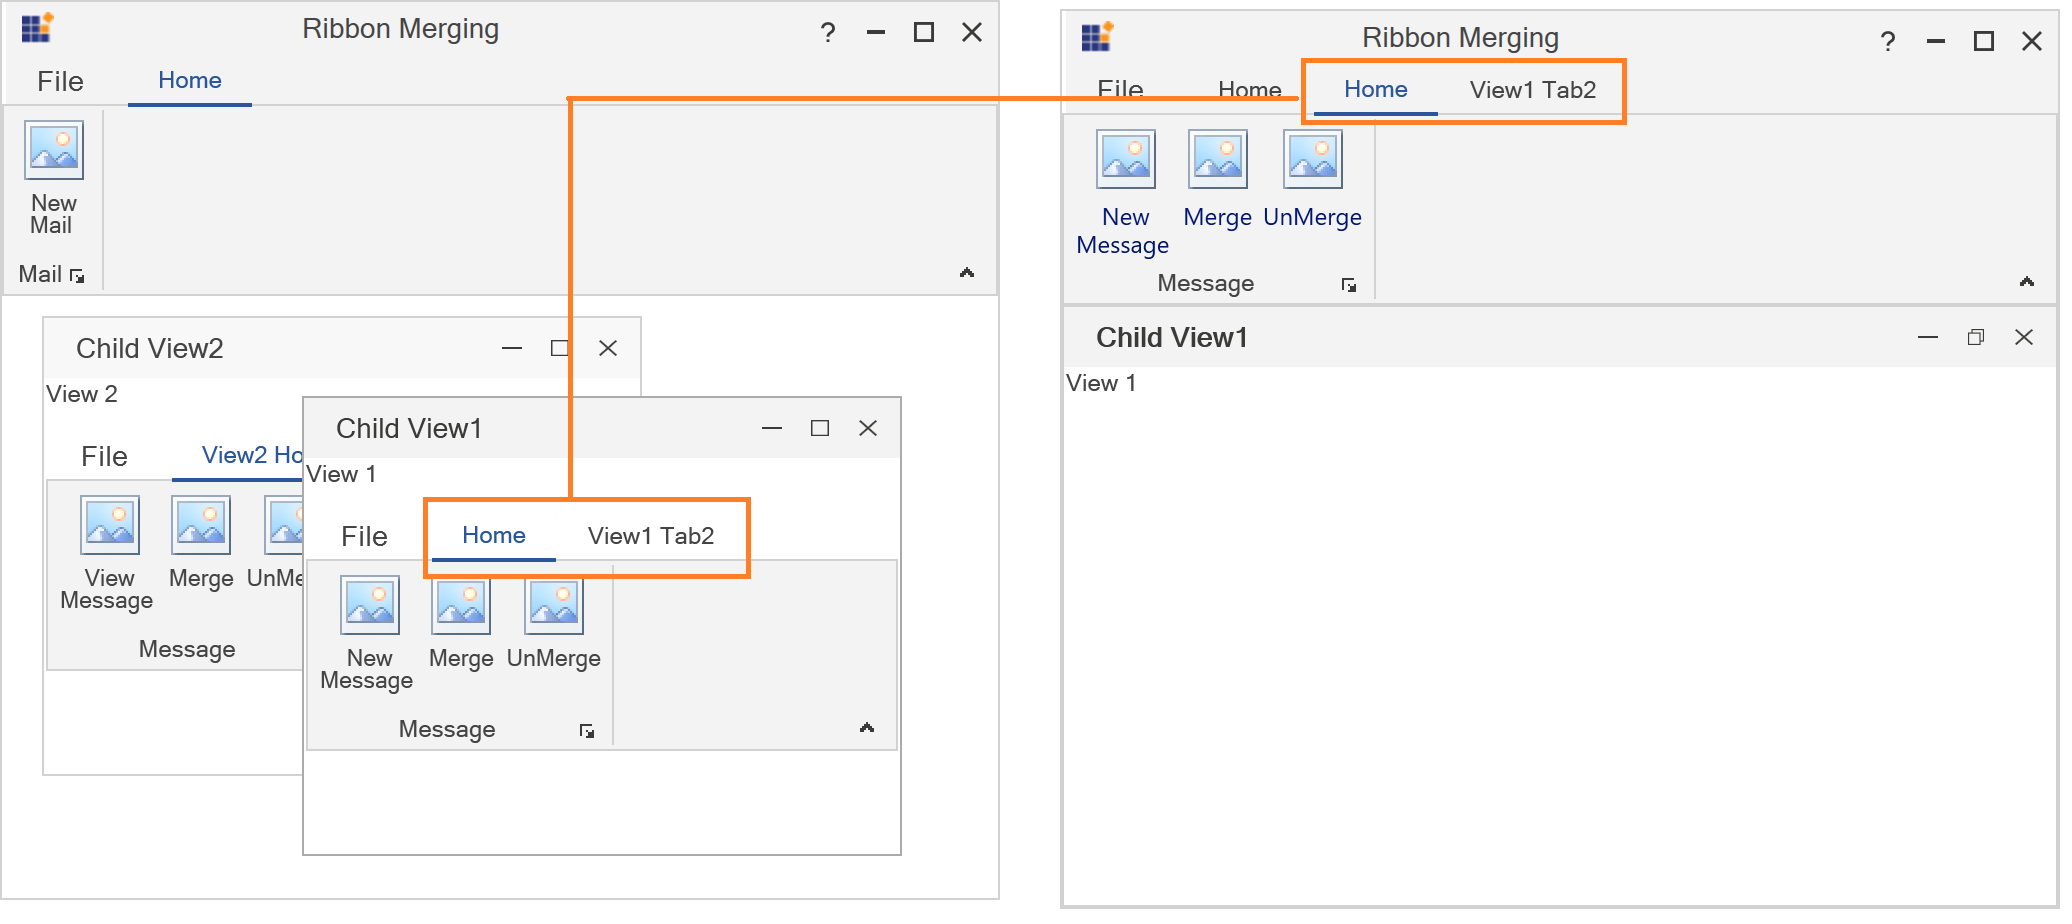 Ribbon Merging
?
File Home
New
Mail
Mail
Child View2
View 2
File View2 Ho
View
Message
Merge
UnMe
Message
Child View1
View 1
File Home View1 Tab2
New
Message
Merge
UnMerge
Message
Ribbon Merging
?
File Home Home View1 Tab2
New
Message
Merge
UnMerge
Message
Child View1
View 1